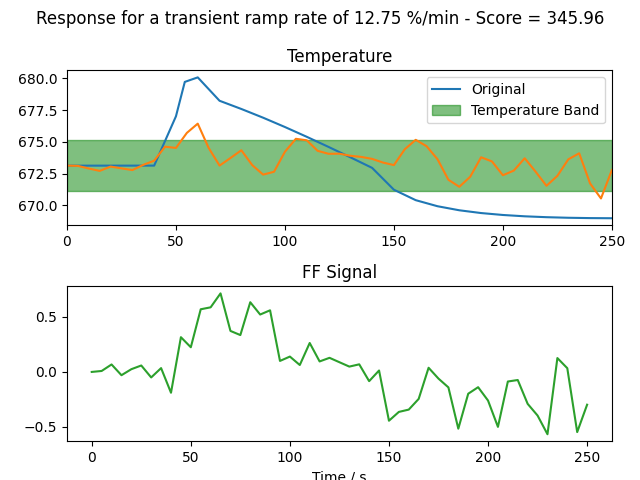 Response for a transient ramp rate of 12.75 %/min - Score = 345.96
Temperature
680.0
677.5
675.0
672.5
670.0
Original
Temperature Band
0 50 100 150 200 250
FF Signal
0.5
0.0
−0.5
0 50 100 150 200 250
Time / s